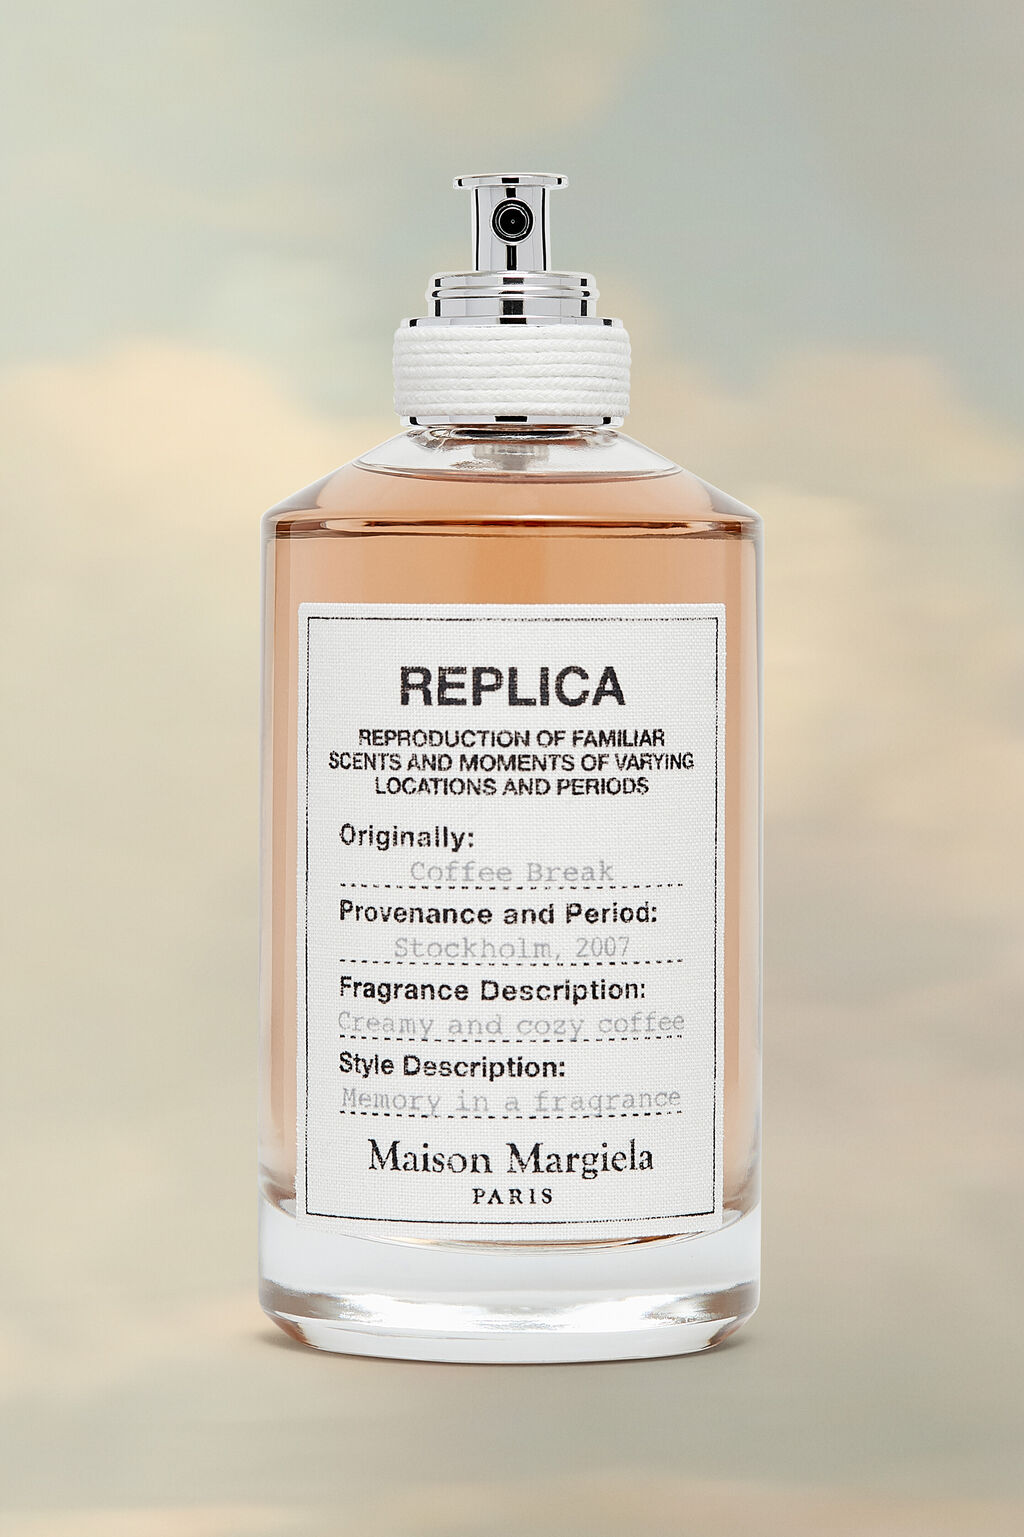 REPLICA
REPRODUCTION OF FAMILIAR
SCENTS AND MOMENTS OF VARYING
LOCATIONS AND PERIODS
Originally:
Coffee Break
Provenance and Period:
Stockholm, 2007
Fragrance Description:
Creamy and cozy coffee
Style Description:
Memory in a fragrance
Maison Margiela
PARIS